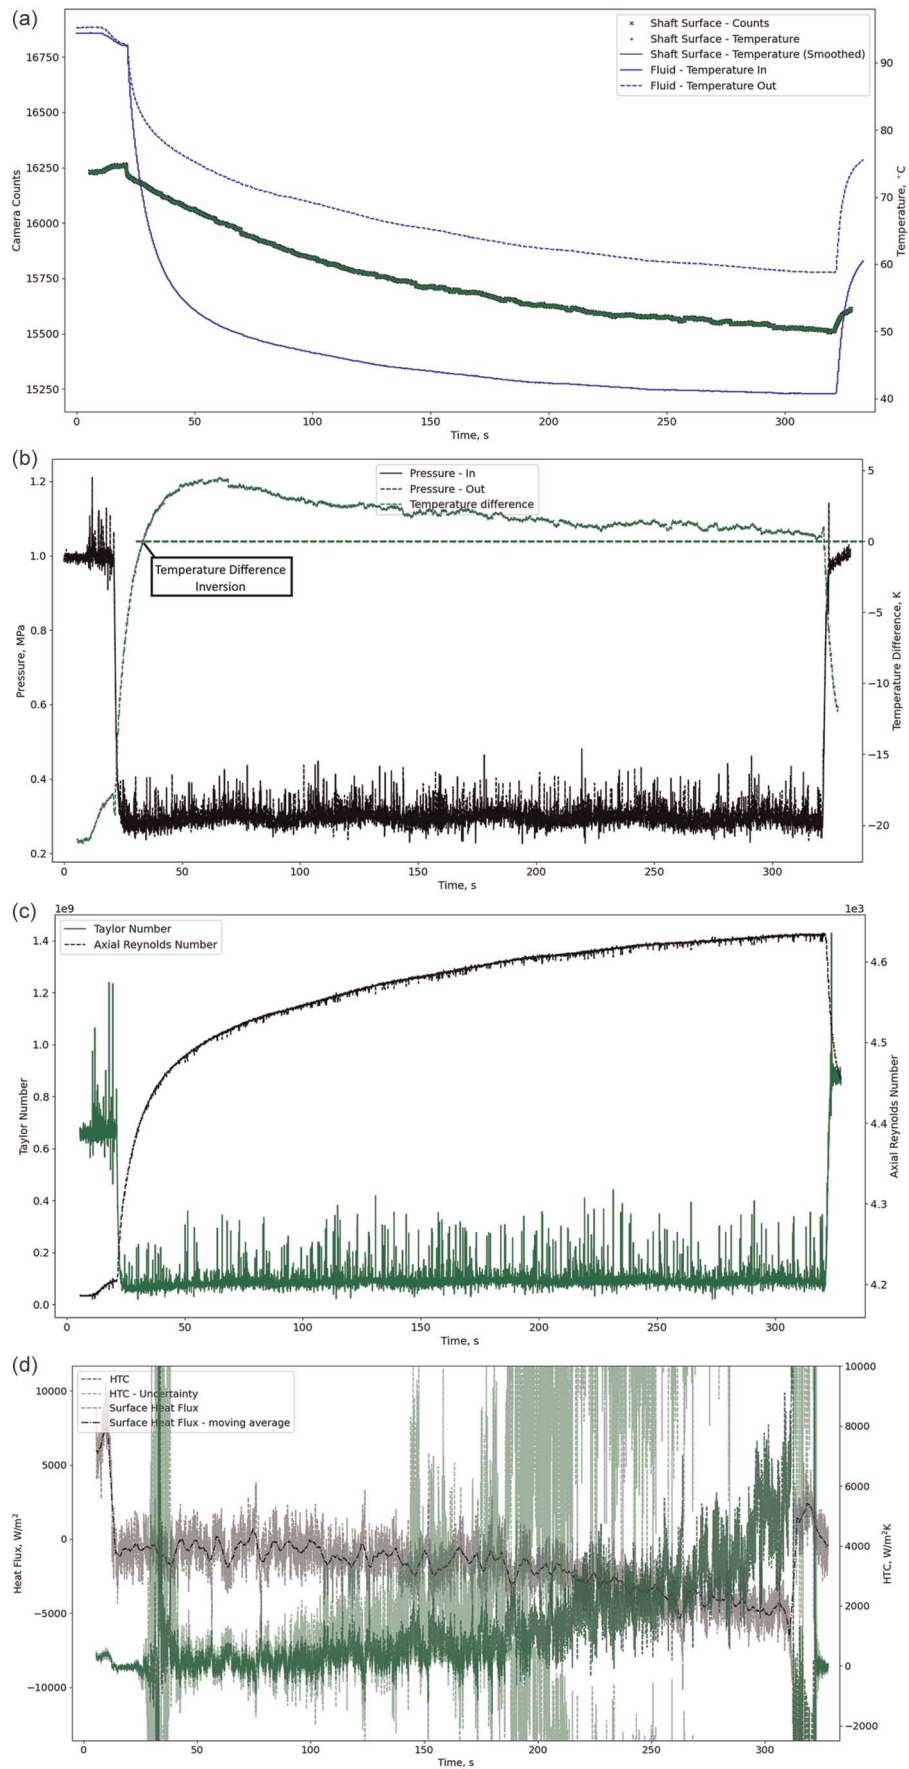 (a)
Shaft Surface - Counts
Shaft Surface - Temperature
Shaft Surface - Temperature (Smoothed)
Fluid - Temperature In
Fluid - Temperature Out
16750
16500
16250
16000
15750
15500
15250
Camera Counts
90
80
70
60
50
40
Temperature, °C
0 50 100 150 200 250 300
Time, s
(b)
Pressure - In
Pressure - Out
Temperature difference
Temperature Difference
Inversion
1.2
1.0
0.8
0.6
0.4
0.2
Pressure, MPa
5
0
−5
−10
−15
−20
Temperature Difference, K
0 50 100 150 200 250 300
Time, s
(c)
1e9
1e3
Taylor Number
Axial Reynolds Number
1.4
1.2
1.0
0.8
0.6
0.4
0.2
0.0
Taylor Number
4.6
4.5
4.4
4.3
4.2
Axial Reynolds Number
0 50 100 150 200 250 300
Time, s
(d)
HTC
HTC - Uncertainty
Surface Heat Flux
Surface Heat Flux - moving average
10000
5000
0
−5000
−10000
Heat Flux, W/m²
10000
8000
6000
4000
2000
0
−2000
HTC, W/m²K
0 50 100 150 200 250 300
Time, s